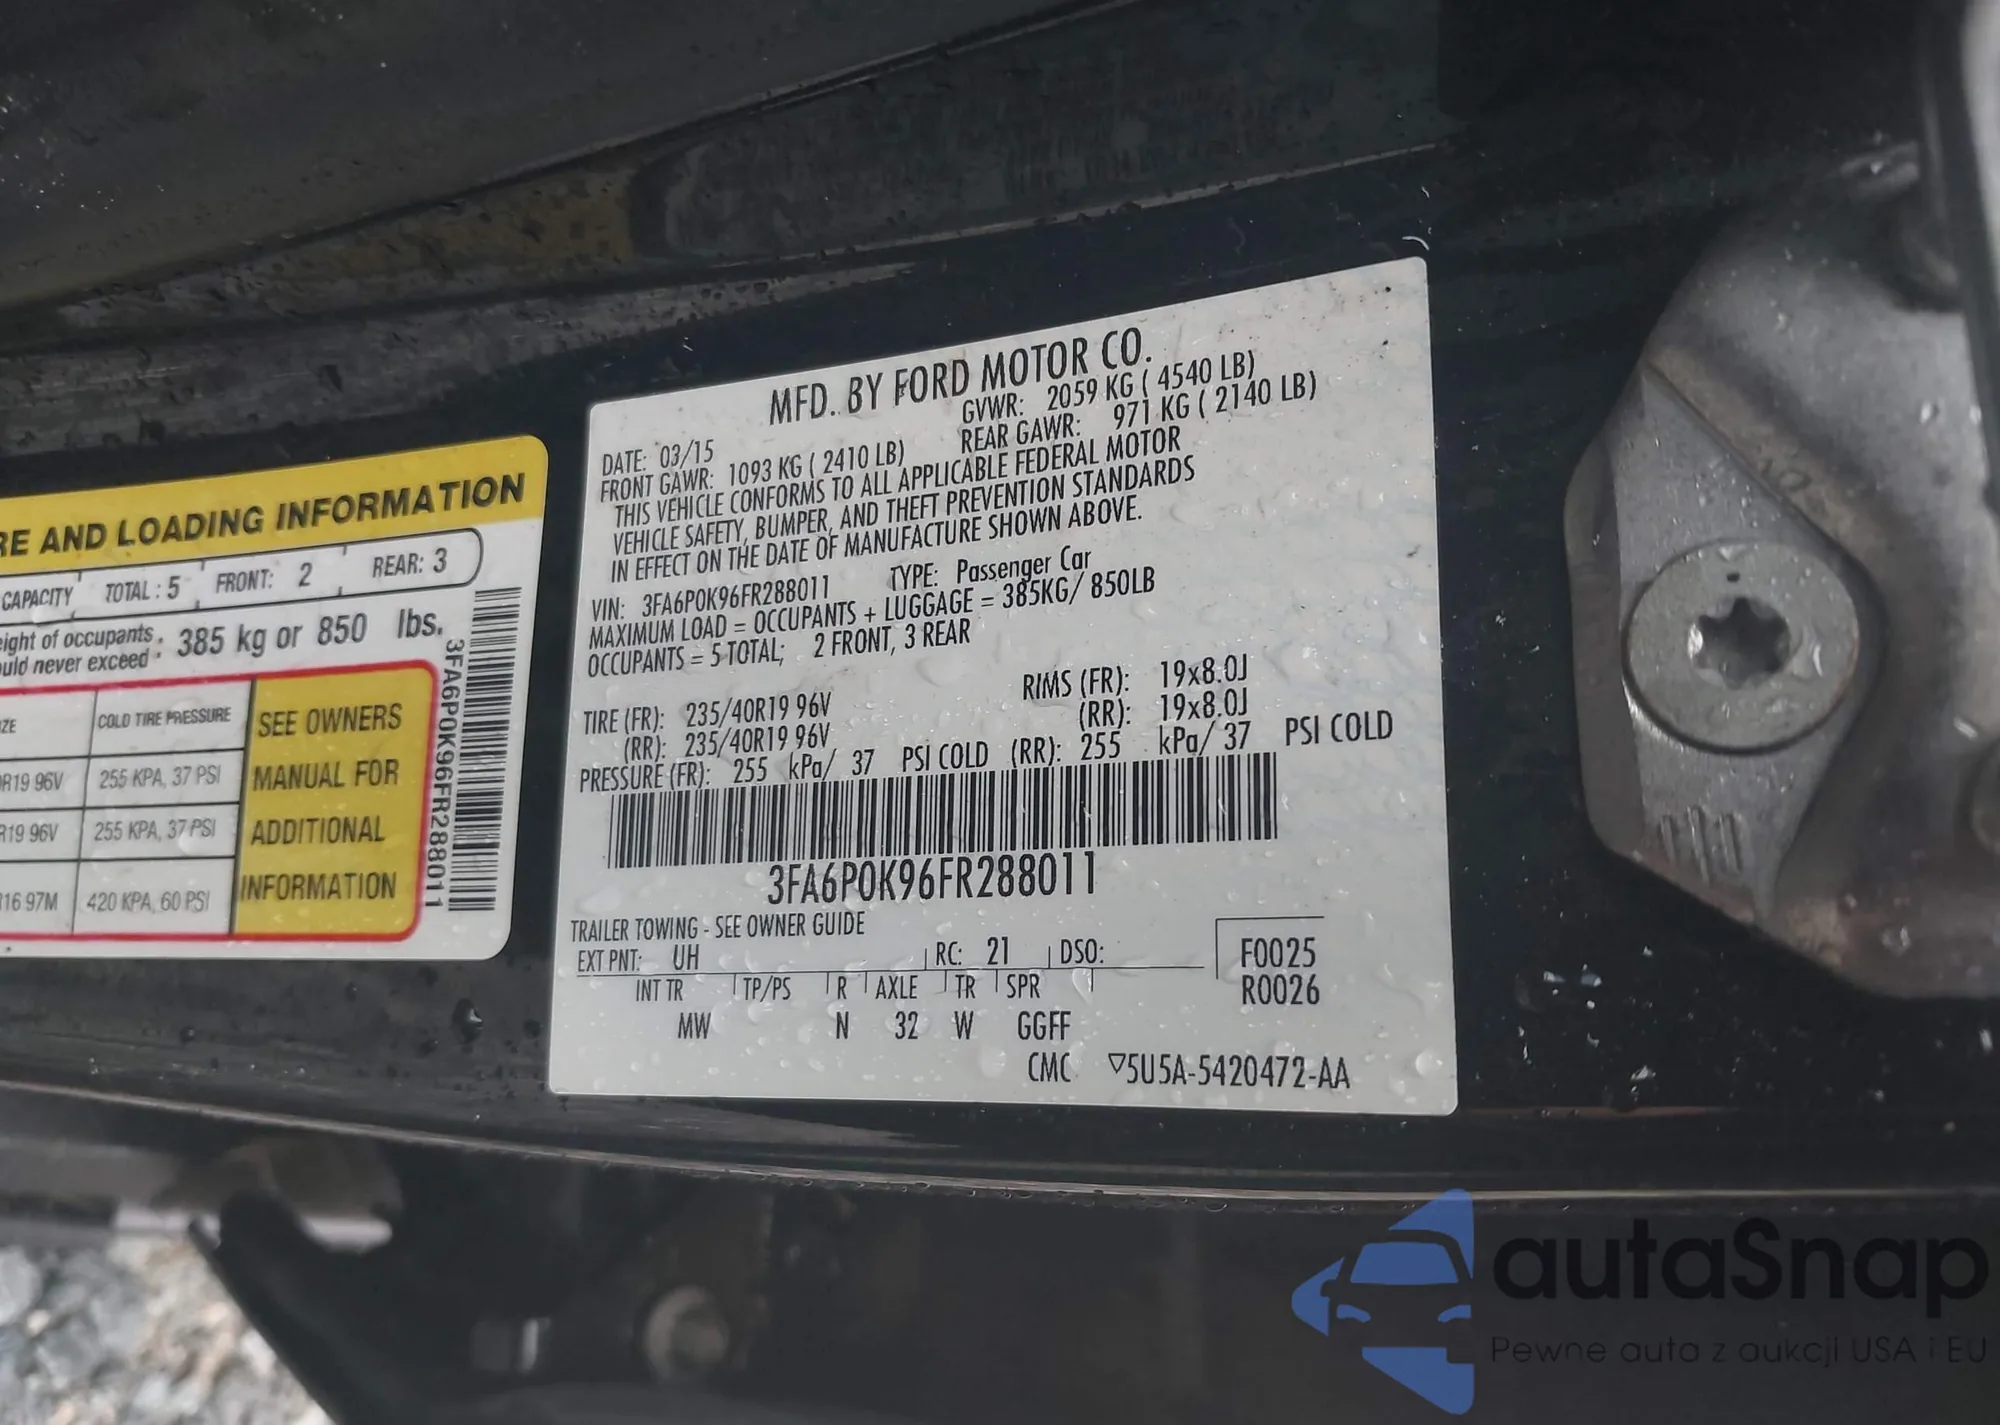 RE AND LOADING INFORMATION
CAPACITY TOTAL : 5 FRONT: 2 REAR: 3
eight of occupants
ould never exceed : 385 kg or 850 lbs.
ZE COLD TIRE PRESSURE
0R19 96V 255 KPA, 37 PSI
R19 96V 255 KPA, 37 PSI
R16 97M 420 KPA, 60 PSI
SEE OWNERS
MANUAL FOR
ADDITIONAL
INFORMATION
3FA6P0K96FR288011
MFD. BY FORD MOTOR CO.
DATE: 03/15 GVWR: 2059 KG ( 4540 LB)
FRONT GAWR: 1093 KG ( 2410 LB) REAR GAWR: 971 KG ( 2140 LB)
THIS VEHICLE CONFORMS TO ALL APPLICABLE FEDERAL MOTOR
VEHICLE SAFETY, BUMPER, AND THEFT PREVENTION STANDARDS
IN EFFECT ON THE DATE OF MANUFACTURE SHOWN ABOVE.
VIN: 3FA6P0K96FR288011 TYPE: Passenger Car
MAXIMUM LOAD = OCCUPANTS + LUGGAGE = 385KG/ 850LB
OCCUPANTS = 5 TOTAL; 2 FRONT, 3 REAR
TIRE (FR): 235/40R19 96V RIMS (FR): 19x8.0J
(RR): 235/40R19 96V (RR): 19x8.0J
PRESSURE (FR): 255 kPa/ 37 PSI COLD (RR): 255 kPa/ 37 PSI COLD
3FA6P0K96FR288011
TRAILER TOWING - SEE OWNER GUIDE
EXT PNT: UH RC: 21 DSO: F0025
INT TR TP/PS R AXLE TR SPR R0026
MW N 32 W GGFF
CMC ▽5U5A-5420472-AA
autaSnap
Pewne auta z aukcji USA i EU